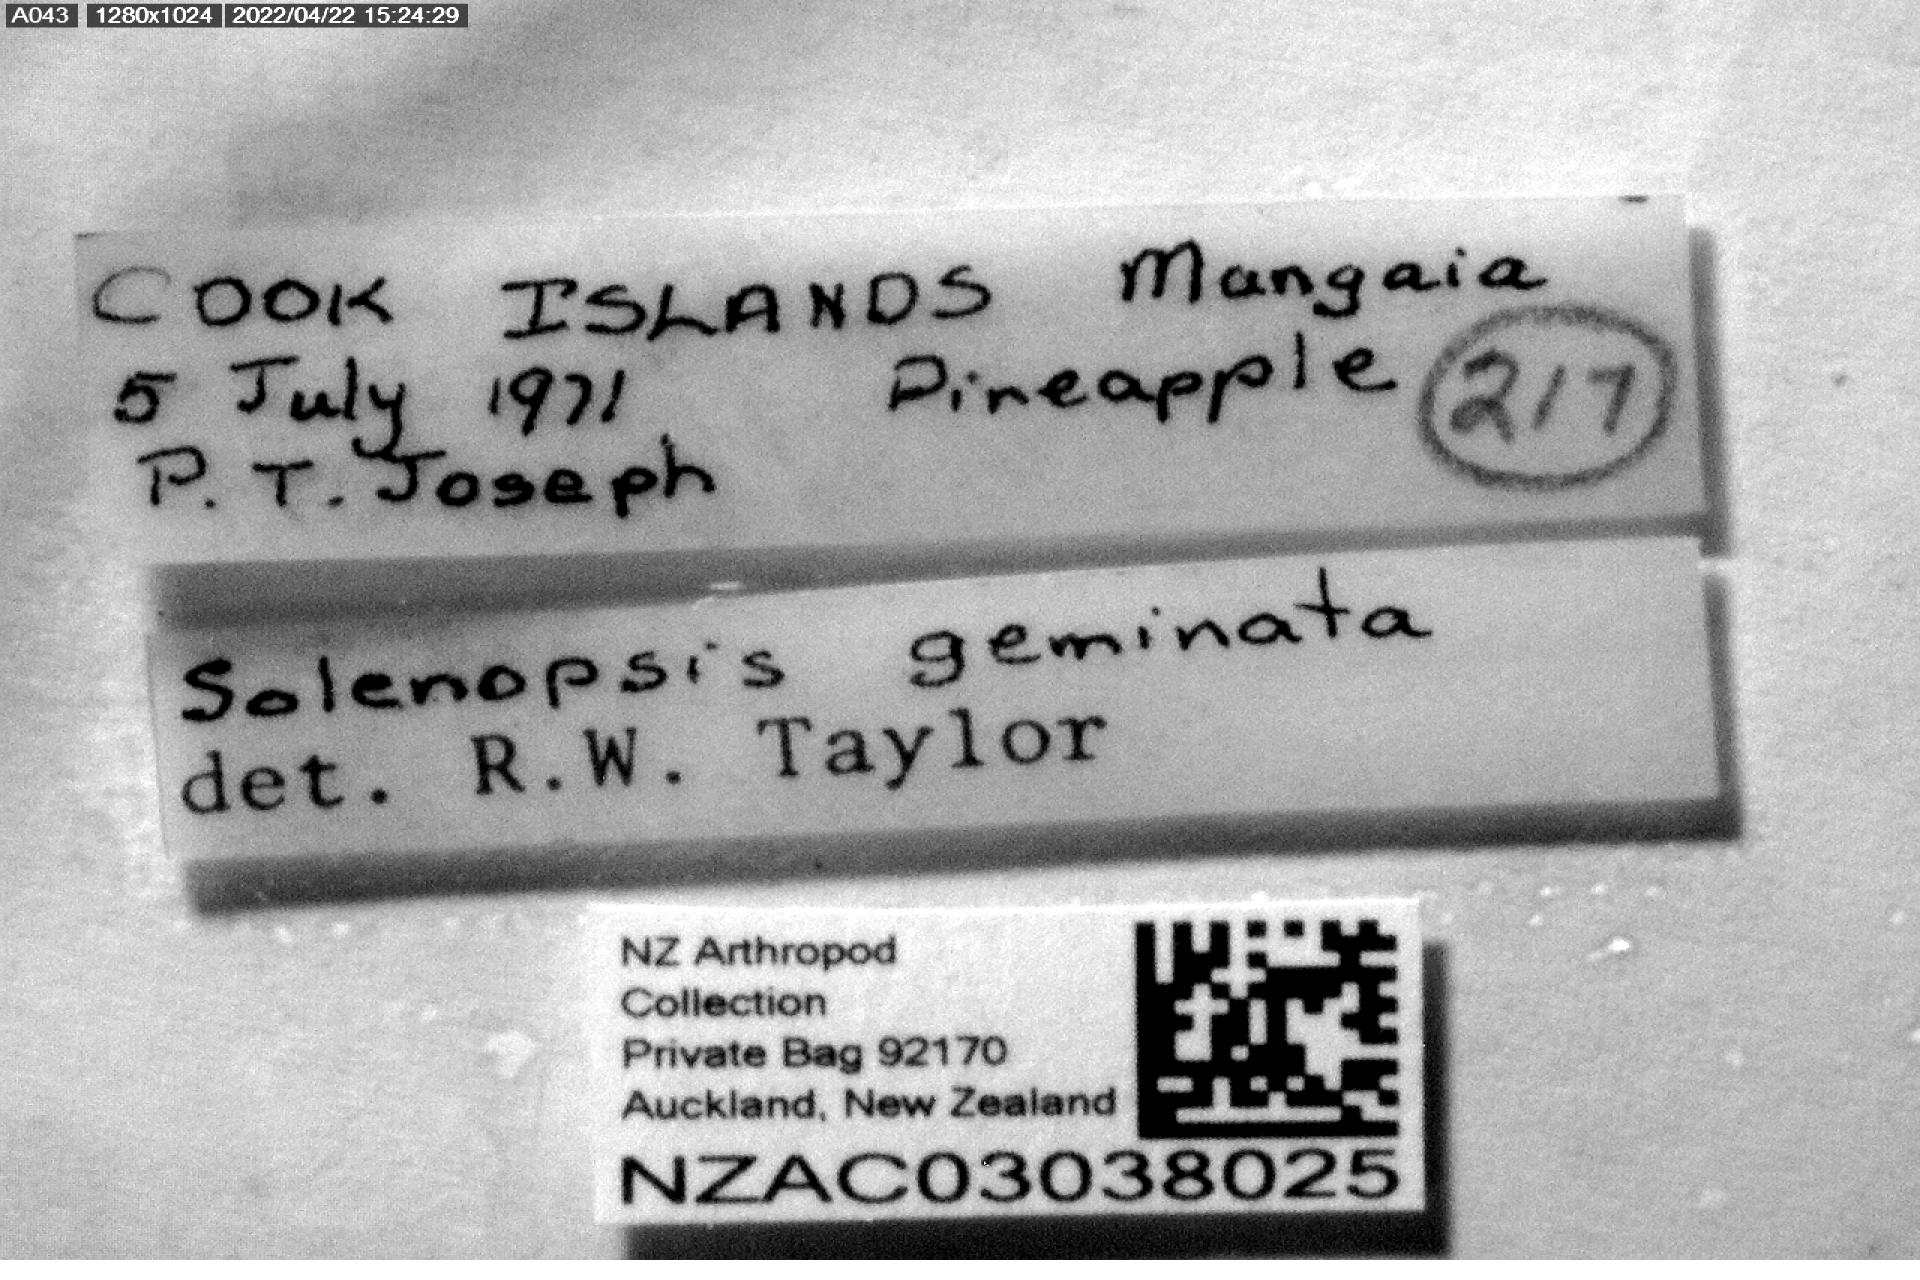 A043 1280x1024 2022/04/22 15:24:29
COOK ISLANDS Mangaia
5 July 1971 Pineapple 217
P. T. Joseph
Solenopsis geminata
det. R.W. Taylor
NZ Arthropod
Collection
Private Bag 92170
Auckland, New Zealand
NZAC03038025